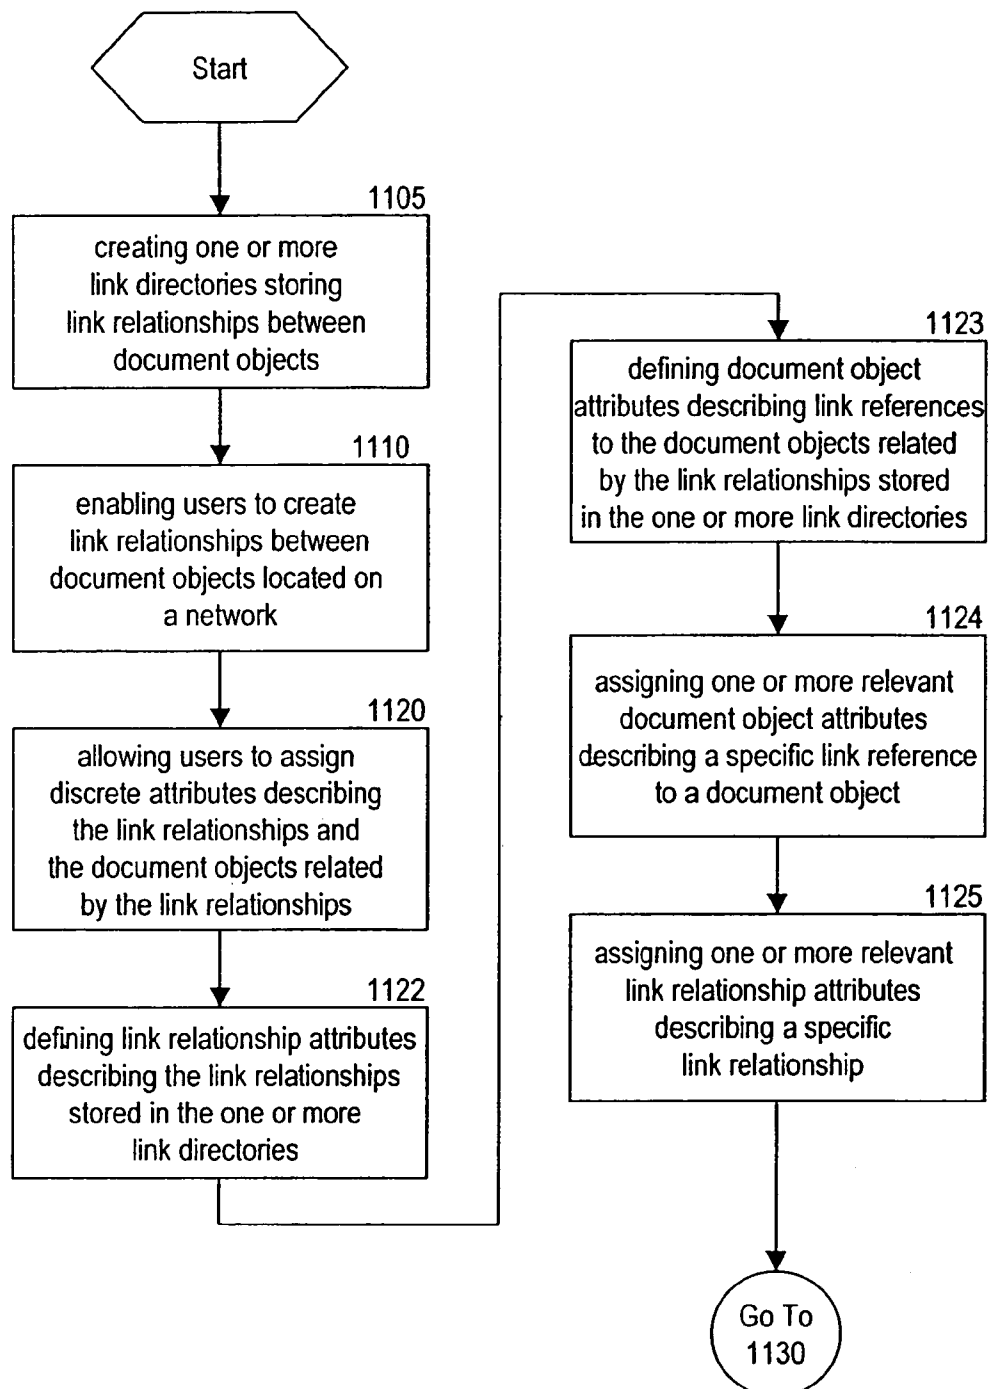 Start
1105
creating one or more
link directories storing
link relationships between
document objects
1110
enabling users to create
link relationships between
document objects located on
a network
1120
allowing users to assign
discrete attributes describing
the link relationships and
the document objects related
by the link relationships
1122
defining link relationship attributes
describing the link relationships
stored in the one or more
link directories
1123
defining document object
attributes describing link references
to the document objects related
by the link relationships stored
in the one or more link directories
1124
assigning one or more relevant
document object attributes
describing a specific link reference
to a document object
1125
assigning one or more relevant
link relationship attributes
describing a specific
link relationship
Go To
1130